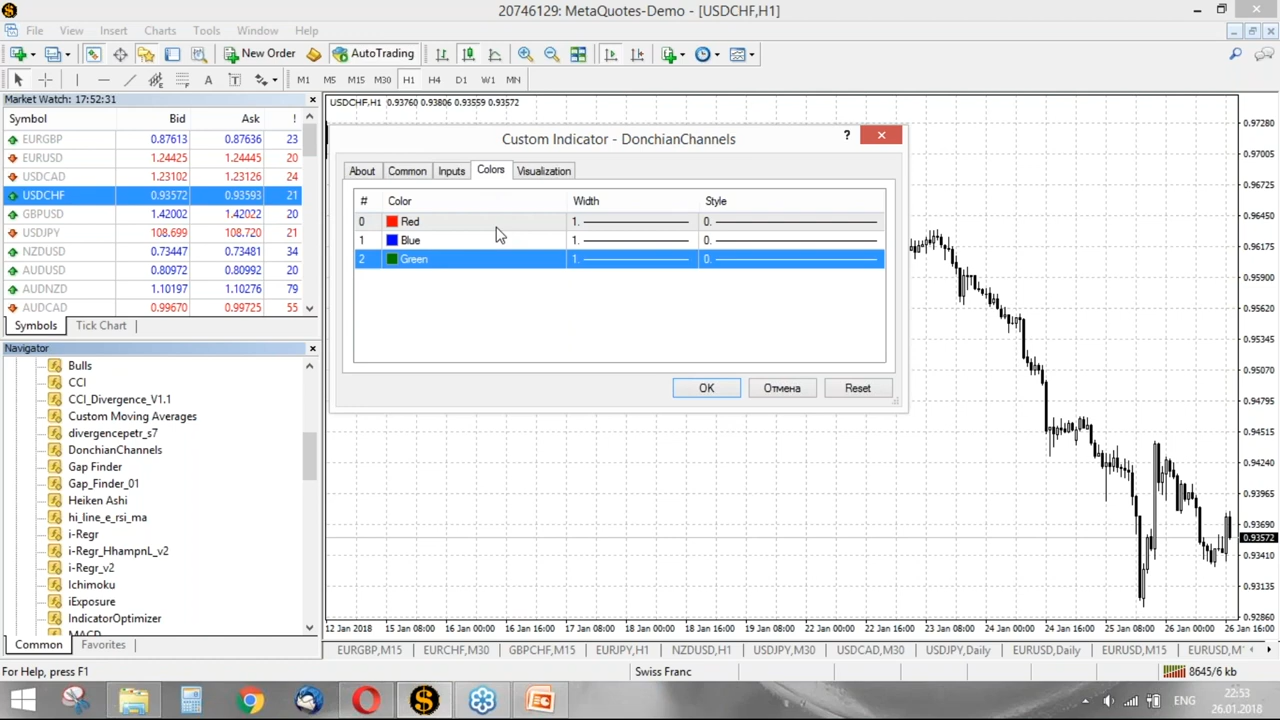 20746129: MetaQuotes-Demo - [USDCHF,H1]
File View Insert Charts Tools Window Help
New Order AutoTrading
A T M1 M5 M15 M30 H1 H4 D1 W1 MN
Market Watch: 17:52:31
Symbol Bid Ask !
EURGBP 0.87613 0.87636 23
EURUSD 1.24425 1.24445 20
USDCAD 1.23102 1.23126 24
USDCHF 0.93572 0.93593 21
GBPUSD 1.42002 1.42022 20
USDJPY 108.699 108.720 21
NZDUSD 0.73447 0.73481 34
AUDUSD 0.80972 0.80992 20
AUDNZD 1.10197 1.10276 79
AUDCAD 0.99670 0.99725 55
Symbols Tick Chart
Navigator
Bulls
CCI
CCI_Divergence_V1.1
Custom Moving Averages
divergencepetr_s7
DonchianChannels
Gap Finder
Gap_Finder_01
Heiken Ashi
hi_line_e_rsi_ma
i-Regr
i-Regr_HhampnL_v2
i-Regr_v2
Ichimoku
iExposure
IndicatorOptimizer
MACD
Common Favorites
USDCHF,H1 0.93760 0.93806 0.93559 0.93572
Custom Indicator - DonchianChannels ?
About Common Inputs Colors Visualization
# Color Width Style
0 Red 1. 0.
1 Blue 1. 0.
2 Green 1. 0.
OK Отмена Reset
0.97280
0.97005
0.96725
0.96450
0.96175
0.95900
0.95620
0.95345
0.95070
0.94795
0.94515
0.94240
0.93965
0.93690
0.93572
0.93410
0.93135
0.92860
12 Jan 2018 15 Jan 08:00 16 Jan 00:00 16 Jan 16:00 17 Jan 08:00 18 Jan 00:00 18 Jan 16:00 19 Jan 08:00 22 Jan 00:00 22 Jan 16:00 23 Jan 08:00 24 Jan 00:00 24 Jan 16:00 25 Jan 08:00 26 Jan 00:00 26 Jan 16:00
EURGBP,M15 EURCHF,M30 GBPCHF,M15 EURJPY,H1 NZDUSD,H1 USDJPY,M30 USDCAD,M30 USDJPY,Daily EURUSD,Daily EURUSD,M15
For Help, press F1 Swiss Franc 8645/6 kb
ENG 22:53
26.01.2018